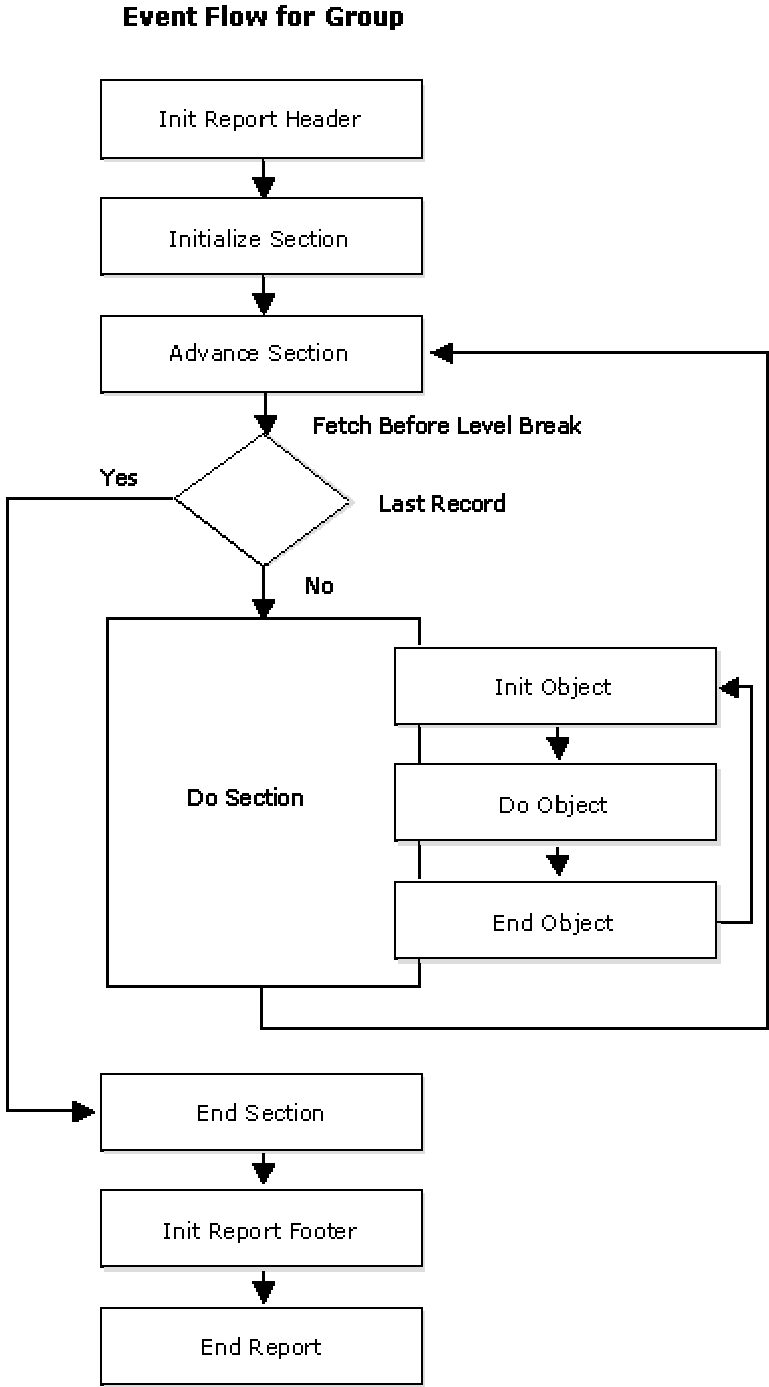 Event Flow for Group
Init Report Header
Initialize Section
Advance Section
Fetch Before Level Break
Yes
Last Record
No
Init Object
Do Section
Do Object
End Object
End Section
Init Report Footer
End Report